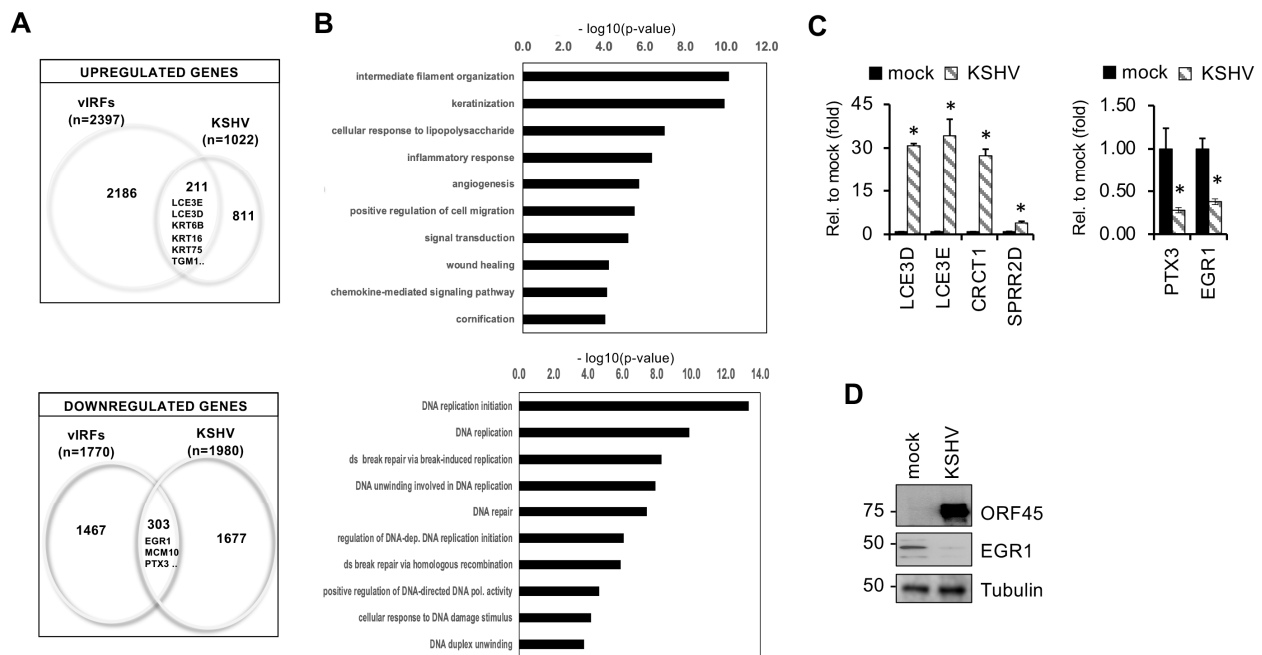 A
UPREGULATED GENES
vIRFs
(n=2397)
KSHV
(n=1022)
2186
211
LCE3E
LCE3D
KRT6B
KRT16
KRT75
TGM1..
811
DOWNREGULATED GENES
vIRFs
(n=1770)
KSHV
(n=1980)
1467
303
EGR1
MCM10
PTX3 ..
1677
B
- log10(p-value)
0.0 2.0 4.0 6.0 8.0 10.0 12.0
intermediate filament organization
keratinization
cellular response to lipopolysaccharide
inflammatory response
angiogenesis
positive regulation of cell migration
signal transduction
wound healing
chemokine-mediated signaling pathway
cornification
- log10(p-value)
0.0 2.0 4.0 6.0 8.0 10.0 12.0 14.0
DNA replication initiation
DNA replication
ds break repair via break-induced replication
DNA unwinding involved in DNA replication
DNA repair
regulation of DNA-dep. DNA replication initiation
ds break repair via homologous recombination
positive regulation of DNA-directed DNA pol. activity
cellular response to DNA damage stimulus
DNA duplex unwinding
C
mock KSHV
Rel. to mock (fold)
45
30
15
0
* * * *
LCE3D
LCE3E
CRCT1
SPRR2D
mock KSHV
Rel. to mock (fold)
1.50
1.00
0.50
0.00
* *
PTX3
EGR1
D
mock
KSHV
75 ORF45
50 EGR1
50 Tubulin